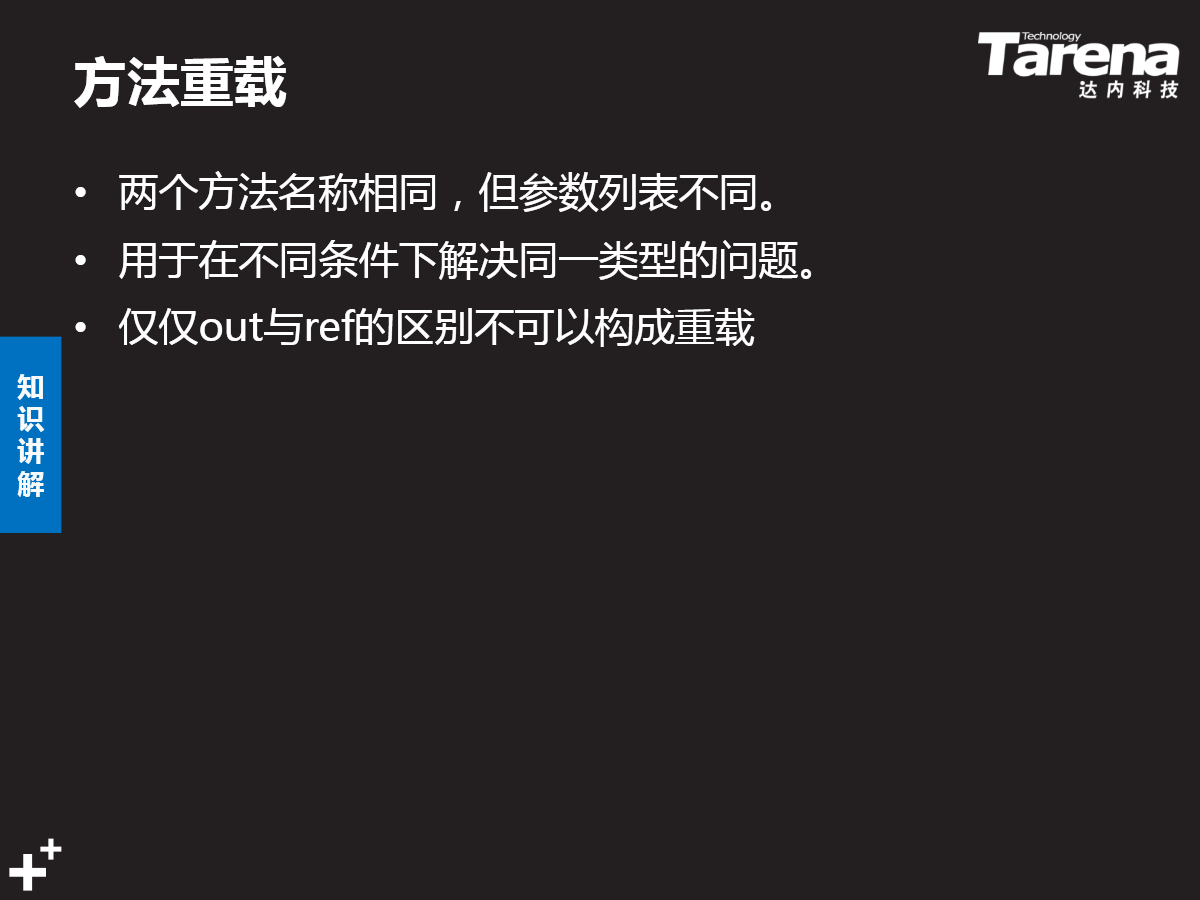 Technology
Tarena
达内科技
方法重载
• 两个方法名称相同，但参数列表不同。
• 用于在不同条件下解决同一类型的问题。
• 仅仅out与ref的区别不可以构成重载
知识讲解